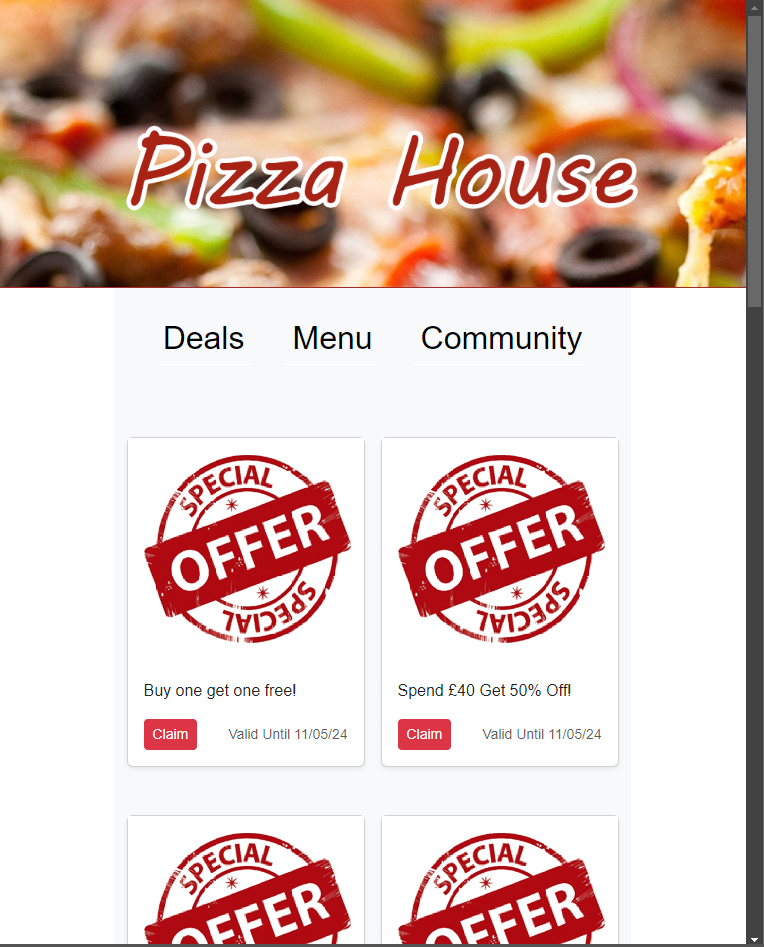 Pizza House
Deals Menu Community
SPECIAL
OFFER
SPECIAL
SPECIAL
OFFER
SPECIAL
Buy one get one free!
Spend £40 Get 50% Off!
Claim
Valid Until 11/05/24
Claim
Valid Until 11/05/24
SPECIAL
OFFER
SPECIAL
OFFER